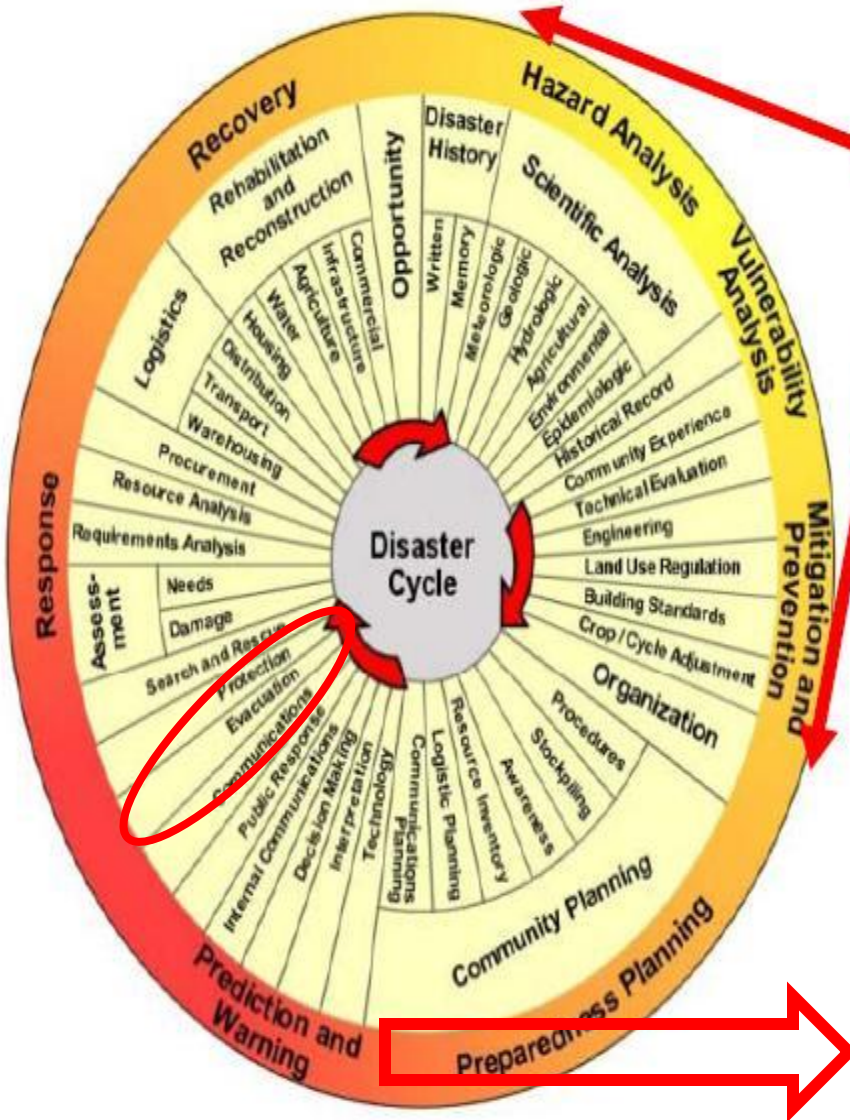 Hazard Analysis
Vulnerability
Analysis
Mitigation and
Prevention
Preparedness Planning
Prediction and
Warning
Response
Recovery
Disaster
History
Scientific Analysis
Written
Memory
Meteorologic
Geologic
Hydrologic
Agricultural
Environmental
Epidemiologic
Historical Record
Community Experience
Technical Evaluation
Engineering
Land Use Regulation
Building Standards
Crop / Cycle Adjustment
Organization
Community Planning
Procedures
Stockpiling
Awareness
Resource Inventory
Logistic Planning
Communications
Planning
Technology
Interpretation
Decision Making
Internal Communications
Public Response
Communications
Evacuation
Protection
Search and Rescue
Assess-
ment
Damage
Needs
Requirements Analysis
Resource Analysis
Procurement
Logistics
Warehousing
Transport
Distribution
Rehabilitation
and
Reconstruction
Housing
Water
Agriculture
Infrastructure
Commercial
Opportunity
Disaster
Cycle